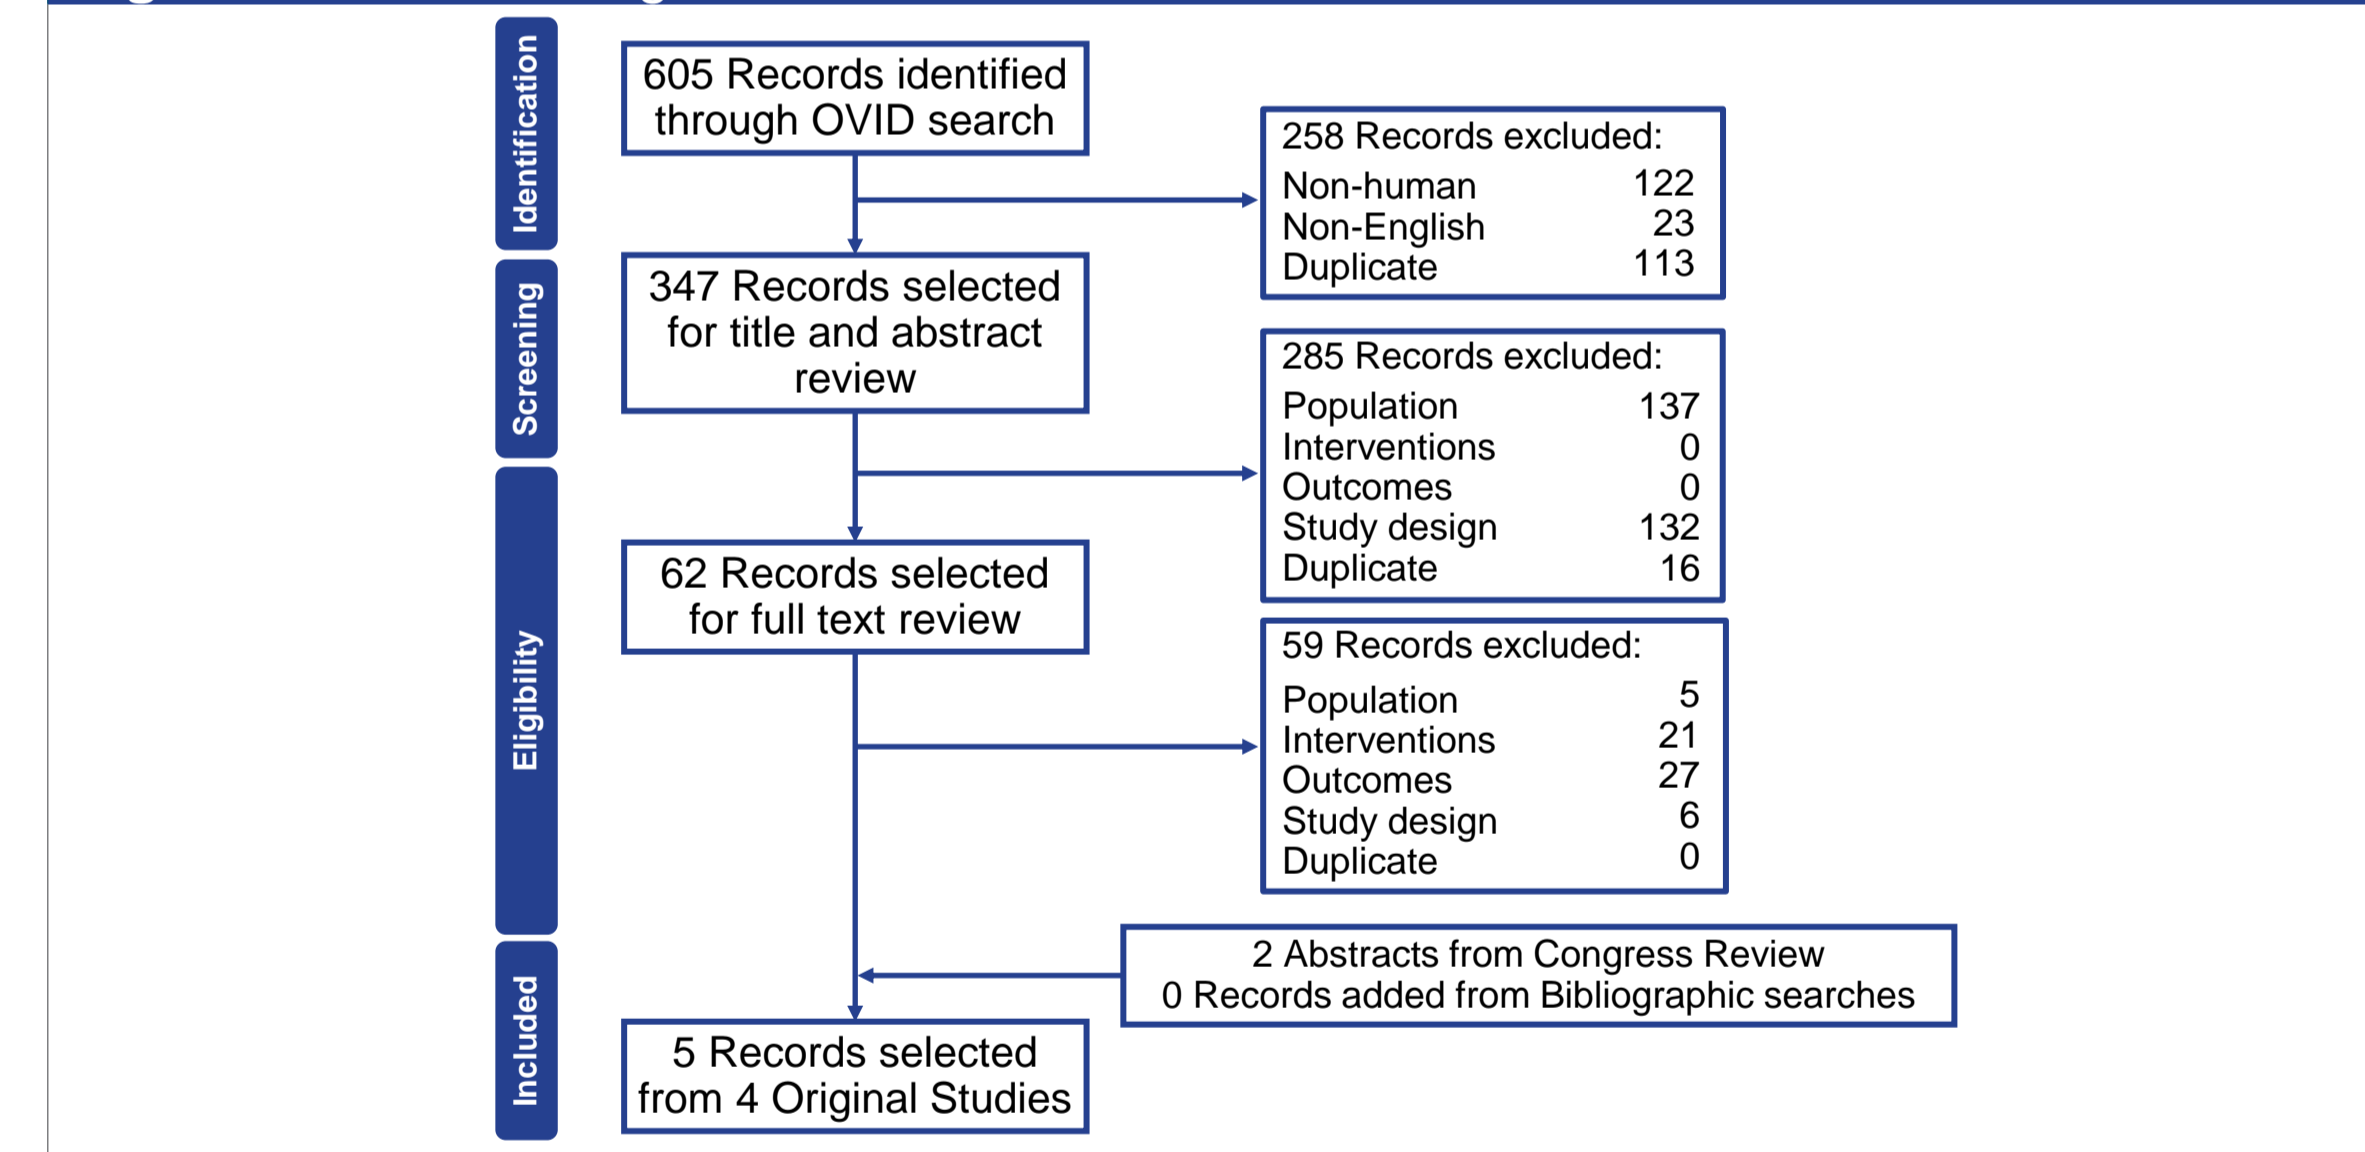 Identification
605 Records identified
through OVID search
258 Records excluded:
Non-human 122
Non-English 23
Duplicate 113
Screening
347 Records selected
for title and abstract
review
285 Records excluded:
Population 137
Interventions 0
Outcomes 0
Study design 132
Duplicate 16
Eligibility
62 Records selected
for full text review
59 Records excluded:
Population 5
Interventions 21
Outcomes 27
Study design 6
Duplicate 0
2 Abstracts from Congress Review
0 Records added from Bibliographic searches
Included
5 Records selected
from 4 Original Studies